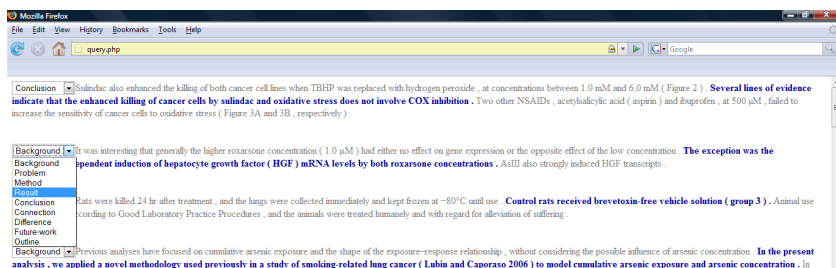 Mozilla Firefox
File Edit View History Bookmarks Tools Help
query.php
Google
Conclusion Sulindac also enhanced the killing of both cancer cell lines when TBHP was replaced with hydrogen peroxide , at concentrations between 1.0 mM and 6.0 mM ( Figure 2 ) . Several lines of evidence
indicate that the enhanced killing of cancer cells by sulindac and oxidative stress does not involve COX inhibition . Two other NSAIDs , acetylsalicylic acid ( aspirin ) and ibuprofen , at 500 μM , failed to
increase the sensitivity of cancer cells to oxidative stress ( Figure 3A and 3B , respectively ) .
Background It was interesting that generally the higher roxarsone concentration ( 1.0 μM ) had either no effect on gene expression or the opposite effect of the low concentration . The exception was the
Background ependent induction of hepatocyte growth factor ( HGF ) mRNA levels by both roxarsone concentrations . AsIII also strongly induced HGF transcripts .
Problem
Method
Result
Conclusion Rats were killed 24 hr after treatment , and the lungs were collected immediately and kept frozen at −80°C until use . Control rats received brevetoxin-free vehicle solution ( group 3 ) . Animal use
Connection
Difference cording to Good Laboratory Practice Procedures , and the animals were treated humanely and with regard for alleviation of suffering .
Future-work
Outline
Background Previous analyses have focused on cumulative arsenic exposure and the shape of the exposure–response relationship , without considering the possible influence of arsenic concentration . In the present
analysis , we applied a novel methodology used previously in a study of smoking-related lung cancer ( Lubin and Caporaso 2006 ) to model cumulative arsenic exposure and arsenic concentration . In